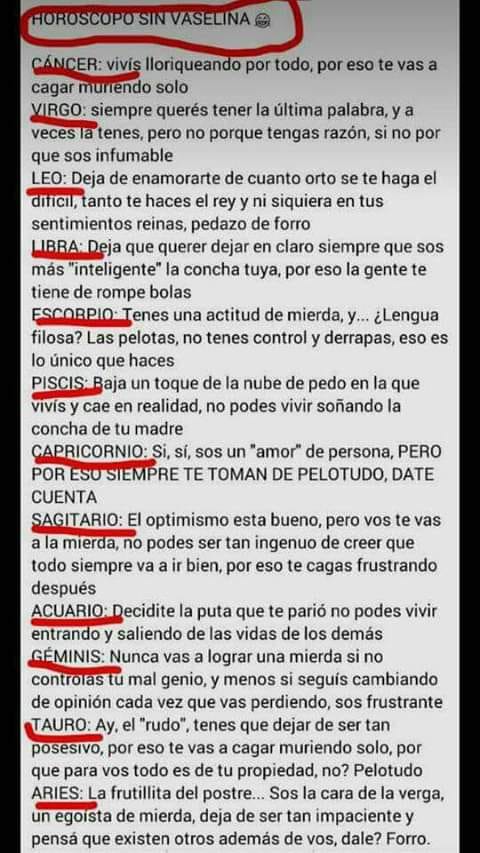 HOROSCOPO SIN VASELINA 😂
CÁNCER: vivís lloriqueando por todo, por eso te vas a
cagar muriendo solo
VIRGO: siempre querés tener la última palabra, y a
veces la tenes, pero no porque tengas razón, si no por
que sos infumable
LEO: Deja de enamorarte de cuanto orto se te haga el
difícil, tanto te haces el rey y ni siquiera en tus
sentimientos reinas, pedazo de forro
LIBRA: Deja que querer dejar en claro siempre que sos
más "inteligente" la concha tuya, por eso la gente te
tiene de rompe bolas
ESCORPIO: Tenes una actitud de mierda, y... ¿Lengua
filosa? Las pelotas, no tenes control y derrapas, eso es
lo único que haces
PISCIS: Baja un toque de la nube de pedo en la que
vivís y cae en realidad, no podes vivir soñando la
concha de tu madre
CAPRICORNIO: Si, sí, sos un "amor" de persona, PERO
POR ESO SIEMPRE TE TOMAN DE PELOTUDO, DATE
CUENTA
SAGITARIO: El optimismo esta bueno, pero vos te vas
a la mierda, no podes ser tan ingenuo de creer que
todo siempre va a ir bien, por eso te cagas frustrando
después
ACUARIO: Decidite la puta que te parió no podes vivir
entrando y saliendo de las vidas de los demás
GÉMINIS: Nunca vas a lograr una mierda si no
controlas tu mal genio, y menos si seguís cambiando
de opinión cada vez que vas perdiendo, sos frustrante
TAURO: Ay, el "rudo", tenes que dejar de ser tan
posesivo, por eso te vas a cagar muriendo solo, por
que para vos todo es de tu propiedad, no? Pelotudo
ARIES: La frutillita del postre... Sos la cara de la verga,
un egoísta de mierda, deja de ser tan impaciente y
pensá que existen otros además de vos, dale? Forro.